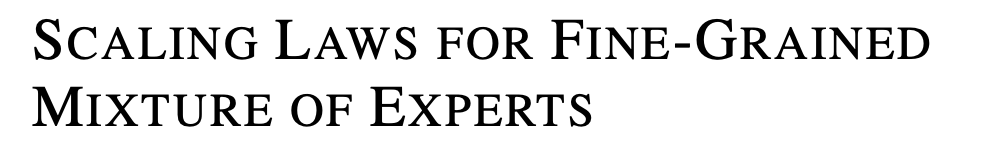 Scaling Laws for Fine-Grained
Mixture of Experts